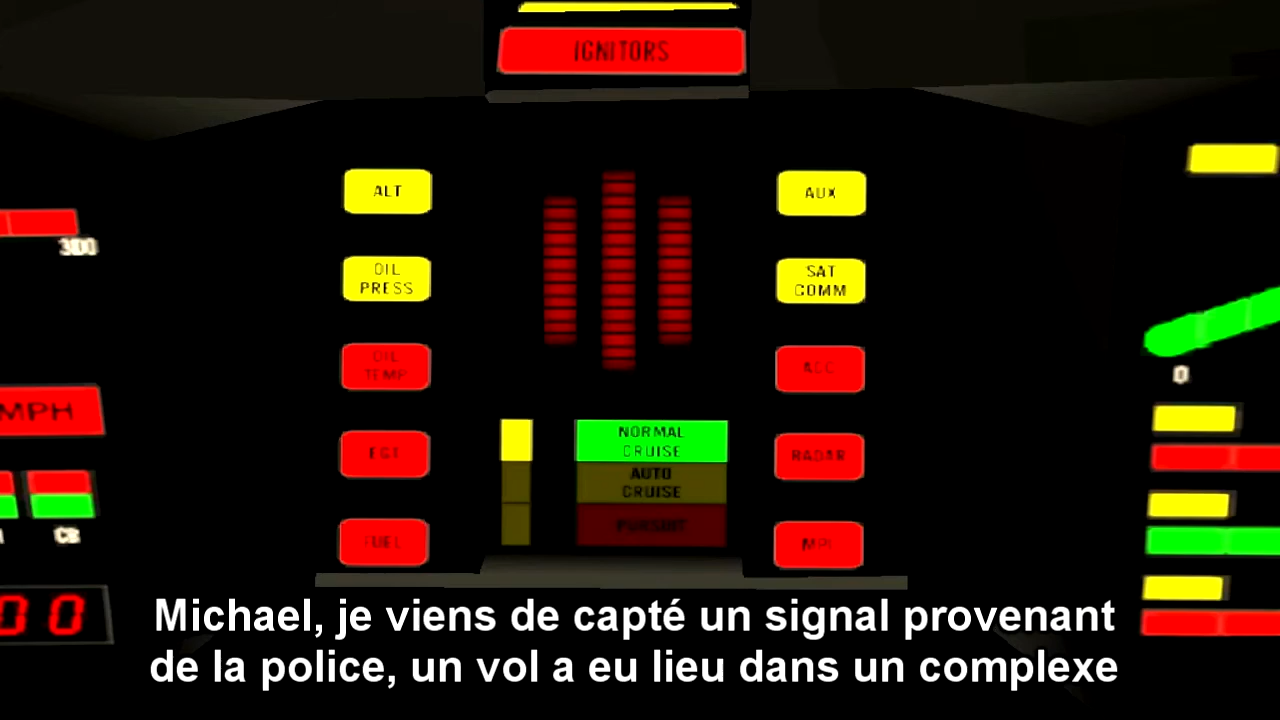 IGNITORS
ALT
AUX
300
OIL
PRESS
SAT
COMM
OIL
TEMP
ACC
0
MPH
NORMAL
CRUISE
EGT
RADAR
AUTO
CRUISE
PURSUIT
CB
FUEL
00
Michael, je viens de capté un signal provenant
de la police, un vol a eu lieu dans un complexe